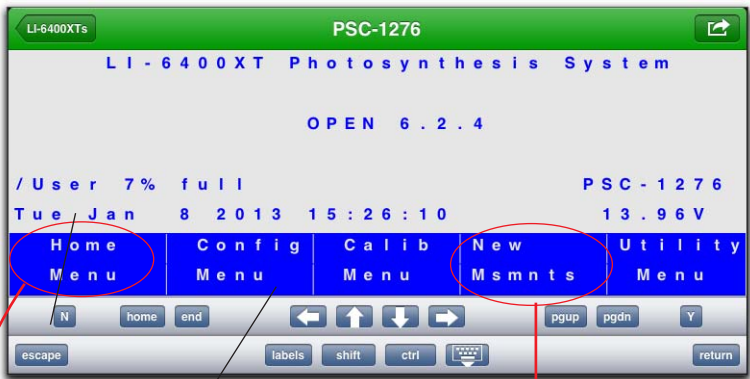 LI-6400XTs PSC-1276
LI-6400XT Photosynthesis System
OPEN 6.2.4
/User 7% full PSC-1276
Tue Jan 8 2013 15:26:10 13.96V
Home Config Calib New Utility
Menu Menu Menu Msmnts Menu
N home end pgup pgdn Y
escape labels shift ctrl return